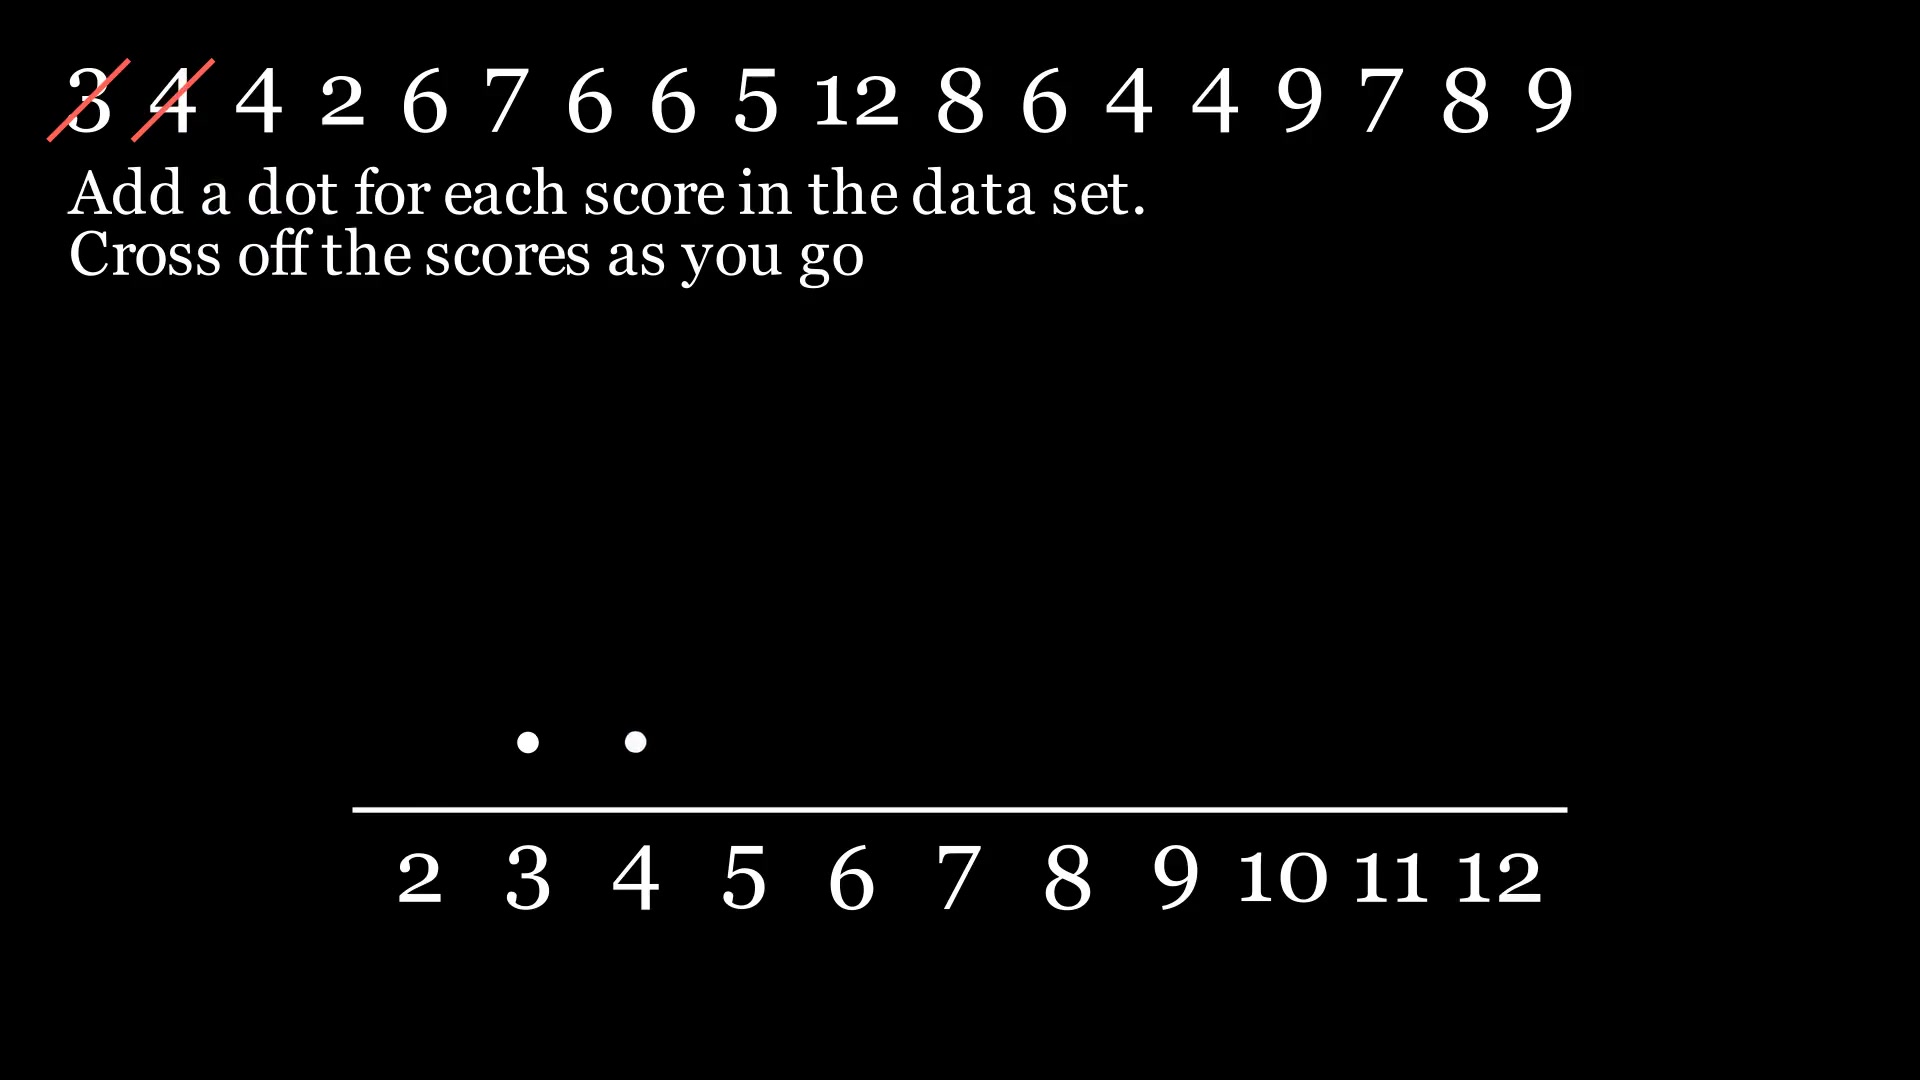 3 4 4 2 6 7 6 6 5 12 8 6 4 4 9 7 8 9
Add a dot for each score in the data set.
Cross off the scores as you go
2 3 4 5 6 7 8 9 10 11 12